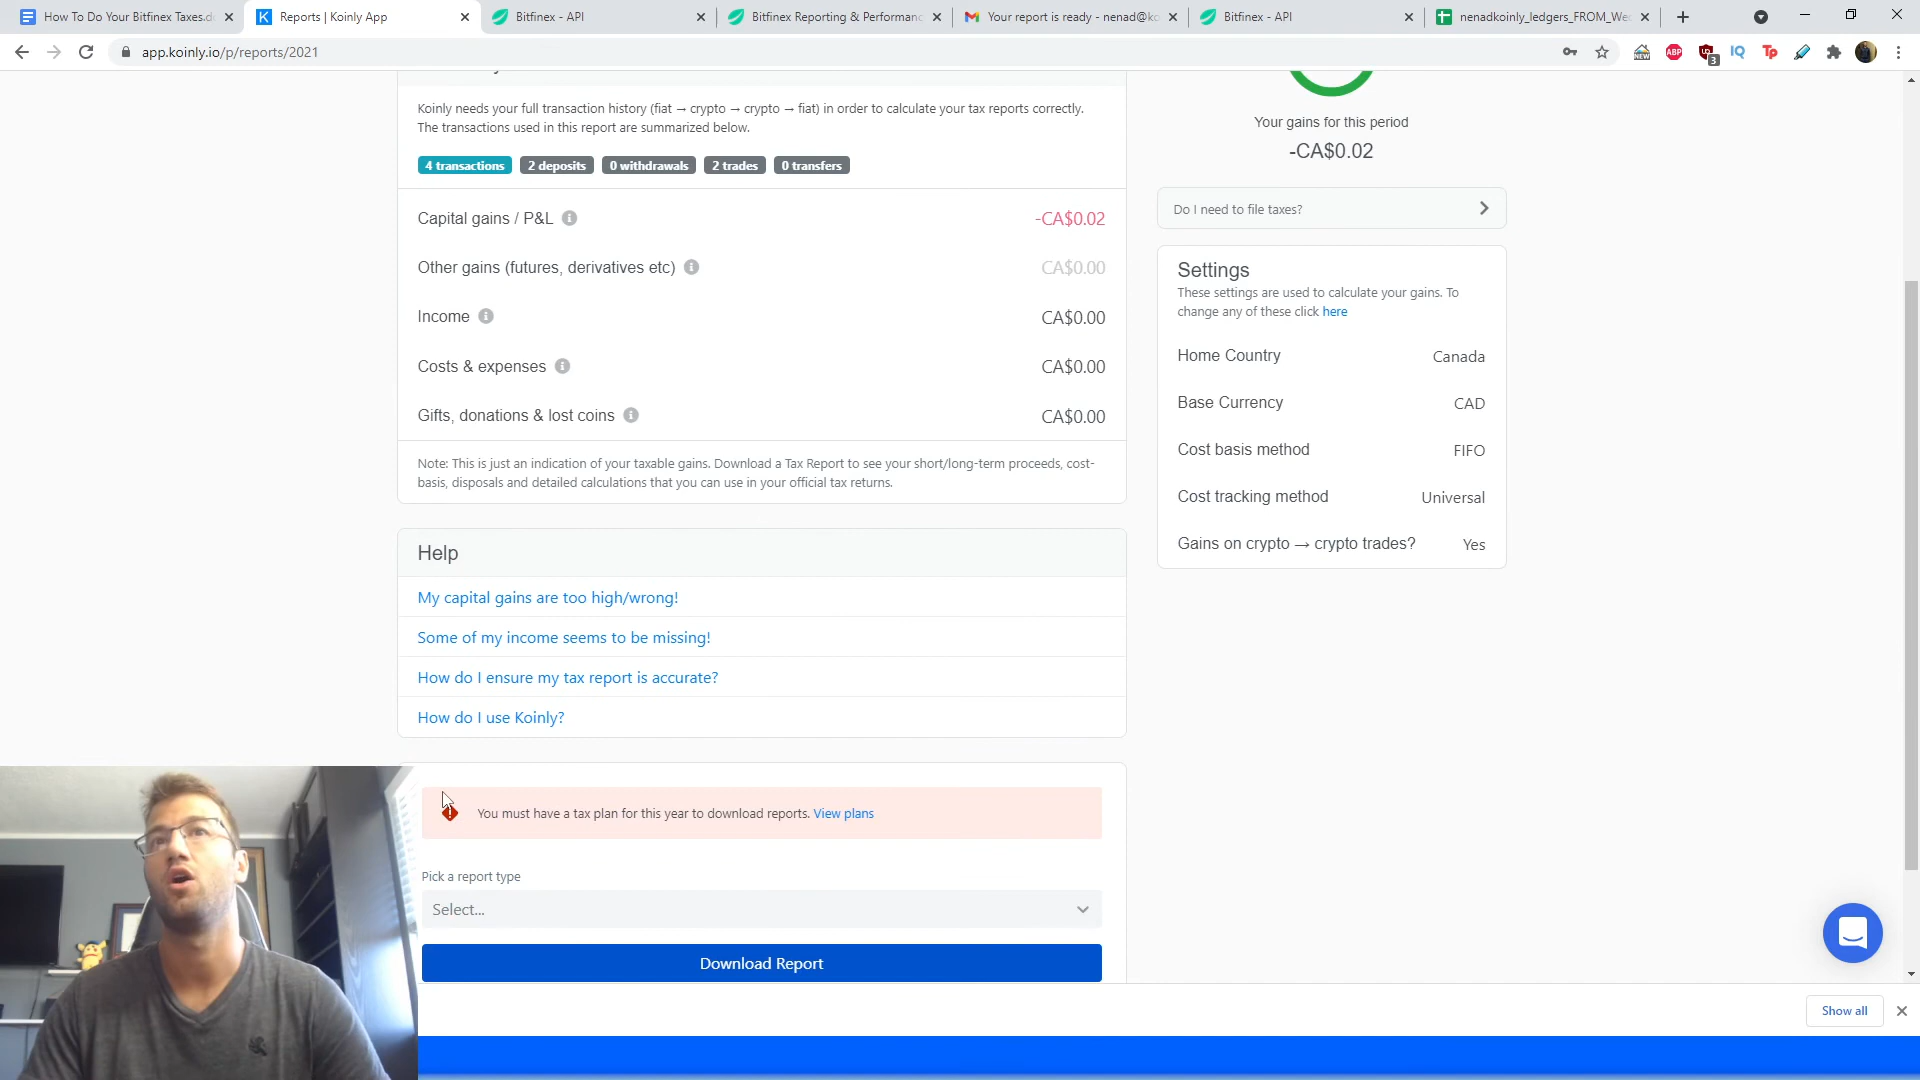 How To Do Your Bitfinex Taxes.d
Reports | Koinly App
Bitfinex - API
Bitfinex Reporting & Performanc
Your report is ready - nenad@ko
Bitfinex - API
nenadkoinly_ledgers_FROM_We
app.koinly.io/p/reports/2021
NEW
ABP
3
IQ
Tp
Koinly needs your full transaction history (fiat → crypto → crypto → fiat) in order to calculate your tax reports correctly.
The transactions used in this report are summarized below.
4 transactions 2 deposits 0 withdrawals 2 trades 0 transfers
Capital gains / P&L -CA$0.02
Other gains (futures, derivatives etc) CA$0.00
Income CA$0.00
Costs & expenses CA$0.00
Gifts, donations & lost coins CA$0.00
Note: This is just an indication of your taxable gains. Download a Tax Report to see your short/long-term proceeds, cost-
basis, disposals and detailed calculations that you can use in your official tax returns.
Help
My capital gains are too high/wrong!
Some of my income seems to be missing!
How do I ensure my tax report is accurate?
How do I use Koinly?
You must have a tax plan for this year to download reports. View plans
Pick a report type
Select...
Download Report
Your gains for this period
-CA$0.02
Do I need to file taxes?
Settings
These settings are used to calculate your gains. To
change any of these click here
Home Country Canada
Base Currency CAD
Cost basis method FIFO
Cost tracking method Universal
Gains on crypto → crypto trades? Yes
Show all